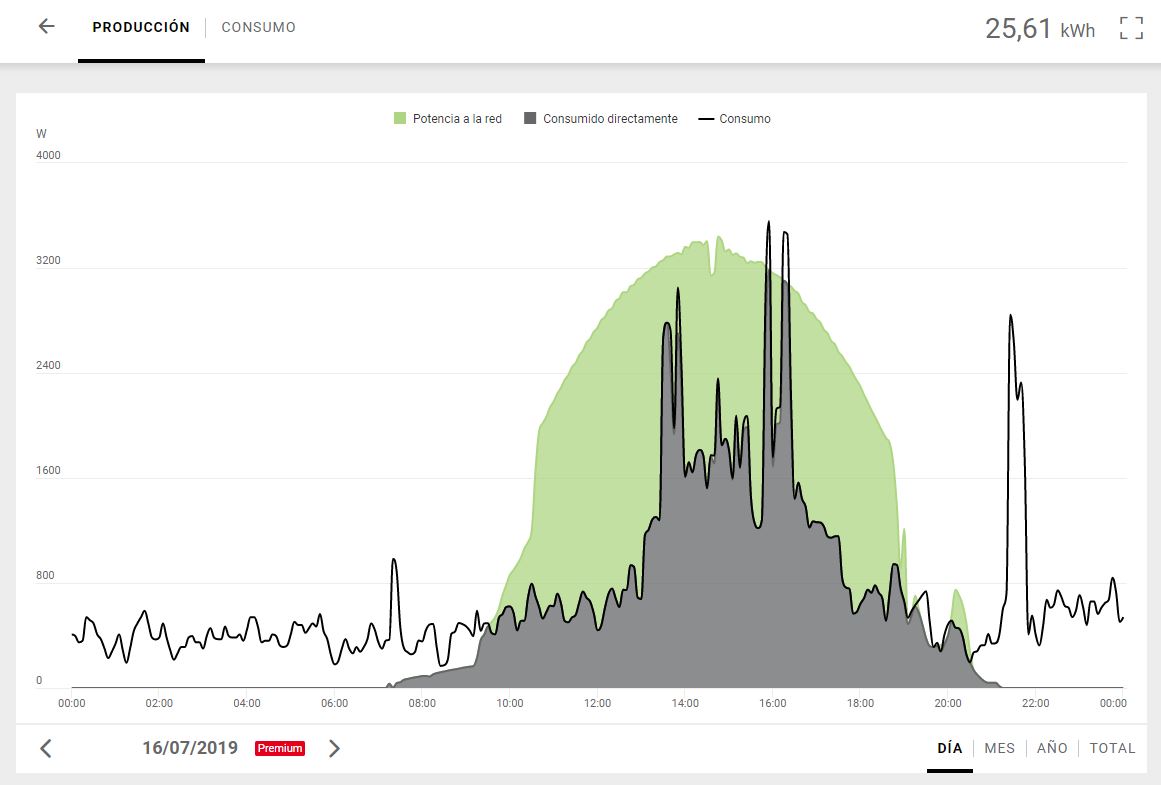 PRODUCCIÓN CONSUMO 25,61 kWh
Potencia a la red Consumido directamente Consumo
W
4000
3200
2400
1600
800
0
00:00 02:00 04:00 06:00 08:00 10:00 12:00 14:00 16:00 18:00 20:00 22:00 00:00
16/07/2019 Premium DÍA MES AÑO TOTAL